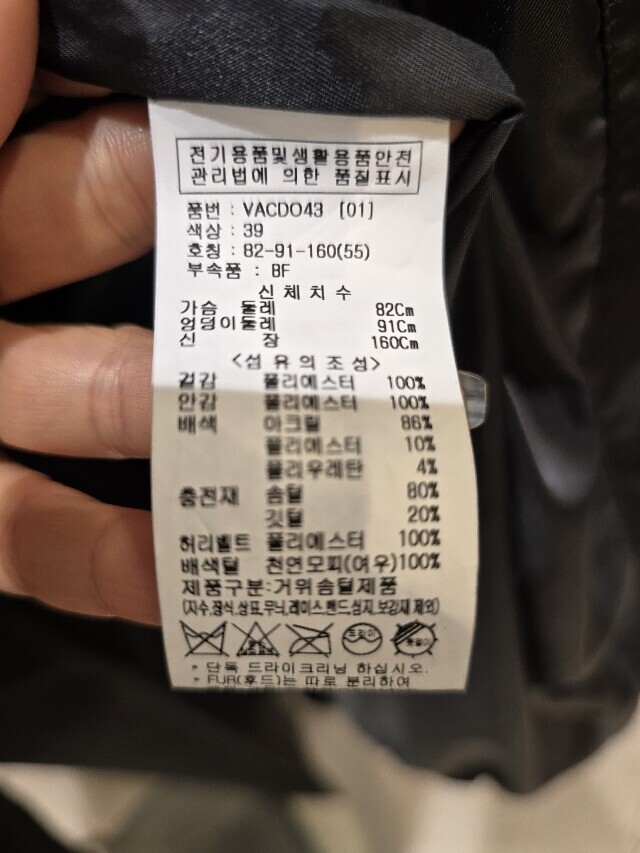 전기용품및생활용품안전
관리법에 의한 품질표시
품번 : VACDO43 [01]
색상 : 39
호칭 : 82-91-160(55)
부속품 : BF
신체치수
가슴 둘레 82Cm
엉덩이둘레 91Cm
신 장 160Cm
<섬유의조성>
겉감 폴리에스터 100%
안감 폴리에스터 100%
배색 아크릴 86%
폴리에스터 10%
폴리우레탄 4%
충전재 솜털 80%
깃털 20%
허리벨트 폴리에스터 100%
배색털 천연모피(여우)100%
제품구분:거위솜털제품
(자수,장식,상표,무늬,레이스,밴드,심지,보강재 제외)
드라이
* 단독 드라이크리닝 하십시오.
* FUR(후드)는 따로 분리하여